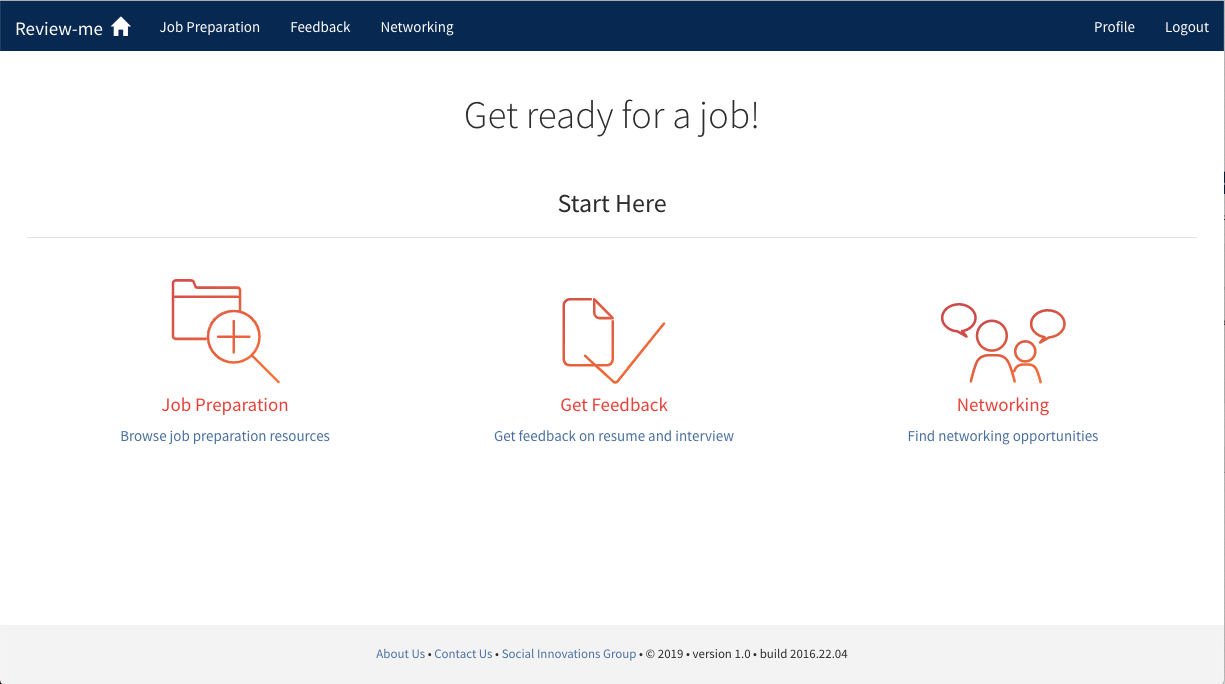 Review-me Job Preparation Feedback Networking Profile Logout
Get ready for a job!
Start Here
Job Preparation Get Feedback Networking
Browse job preparation resources Get feedback on resume and interview Find networking opportunities
About Us • Contact Us • Social Innovations Group • © 2019 • version 1.0 • build 2016.22.04